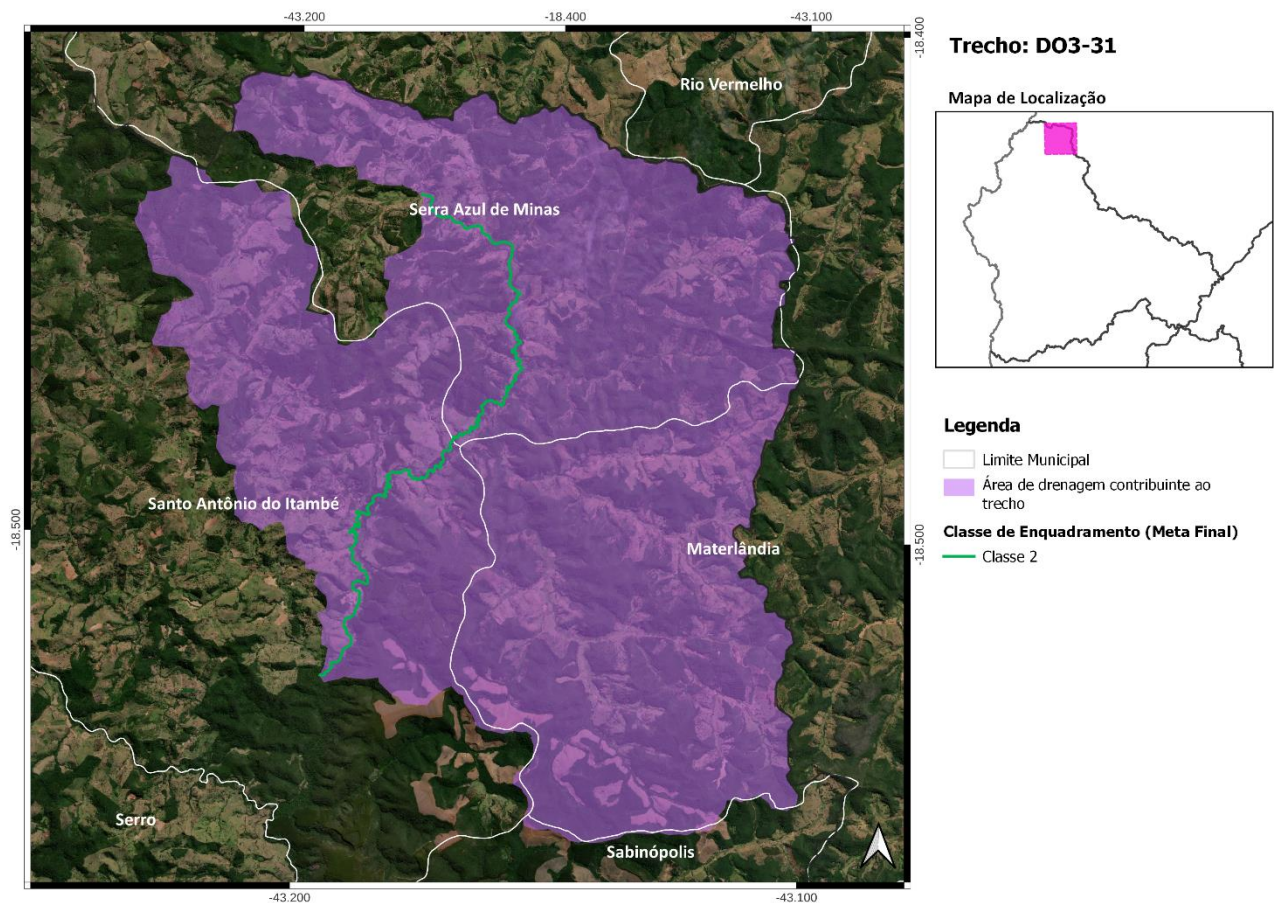 -43.200
-18.400
-43.100
-18.400
Trecho: DO3-31
Rio Vermelho
Mapa de Localização
Serra Azul de Minas
Legenda
Limite Municipal
Área de drenagem contribuinte ao
trecho
Santo Antônio do Itambé
-18.500
Classe de Enquadramento (Meta Final)
Materlândia
-18.500
Classe 2
Serro
Sabinópolis
-43.200
-43.100